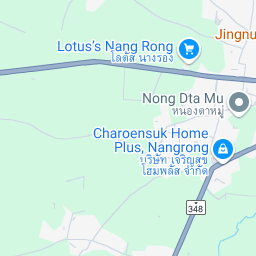 Jingnu
Lotus's Nang Rong
โลตัส นางรอง
Nong Dta Mu
หนองตาหมู่
Charoensuk Home
Plus, Nangrong
บริษัท เจริญสุข
โฮมพลัส จำกัด
348